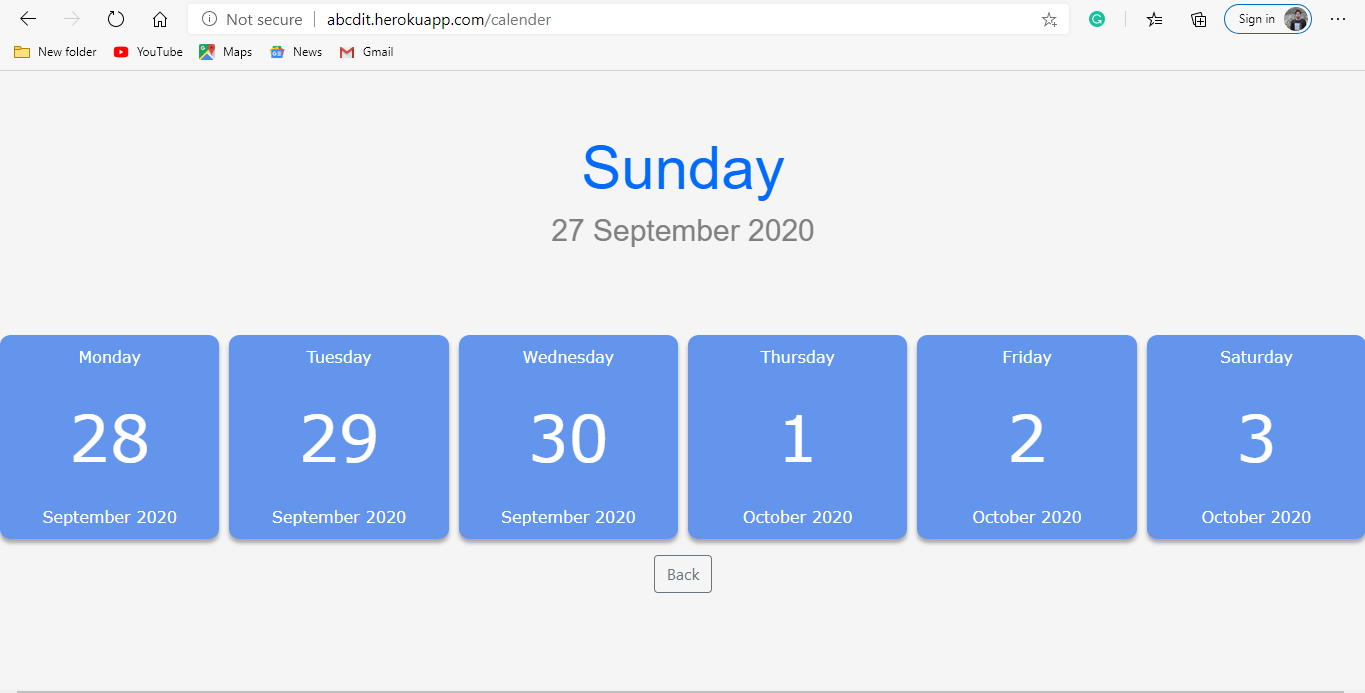 Not secure | abcdit.herokuapp.com/calender
Sign in
New folder YouTube Maps News Gmail
Sunday
27 September 2020
Monday Tuesday Wednesday Thursday Friday Saturday
28 29 30 1 2 3
September 2020 September 2020 September 2020 October 2020 October 2020 October 2020
Back